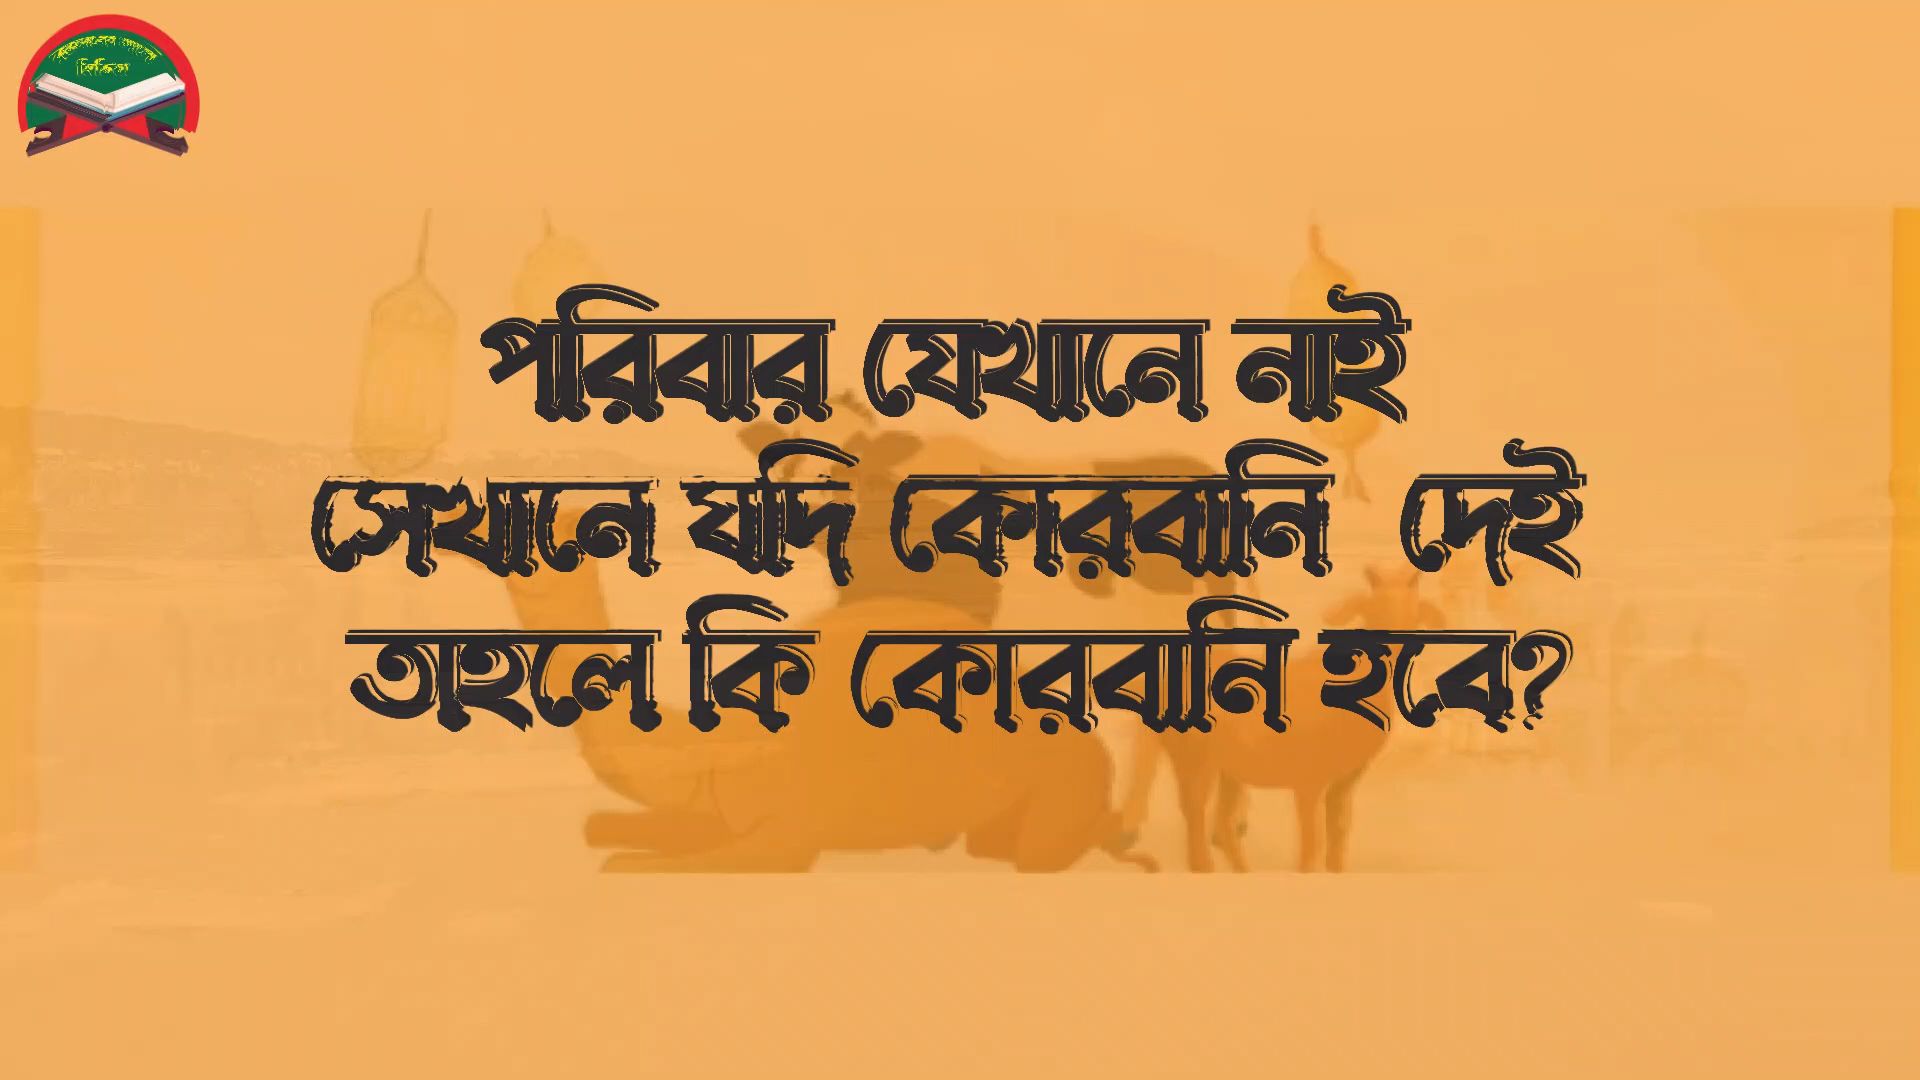 পরিবার যেখানে নাই
সেখানে যদি কোরবানি দেই
তাহলে কি কোরবানি হবে?